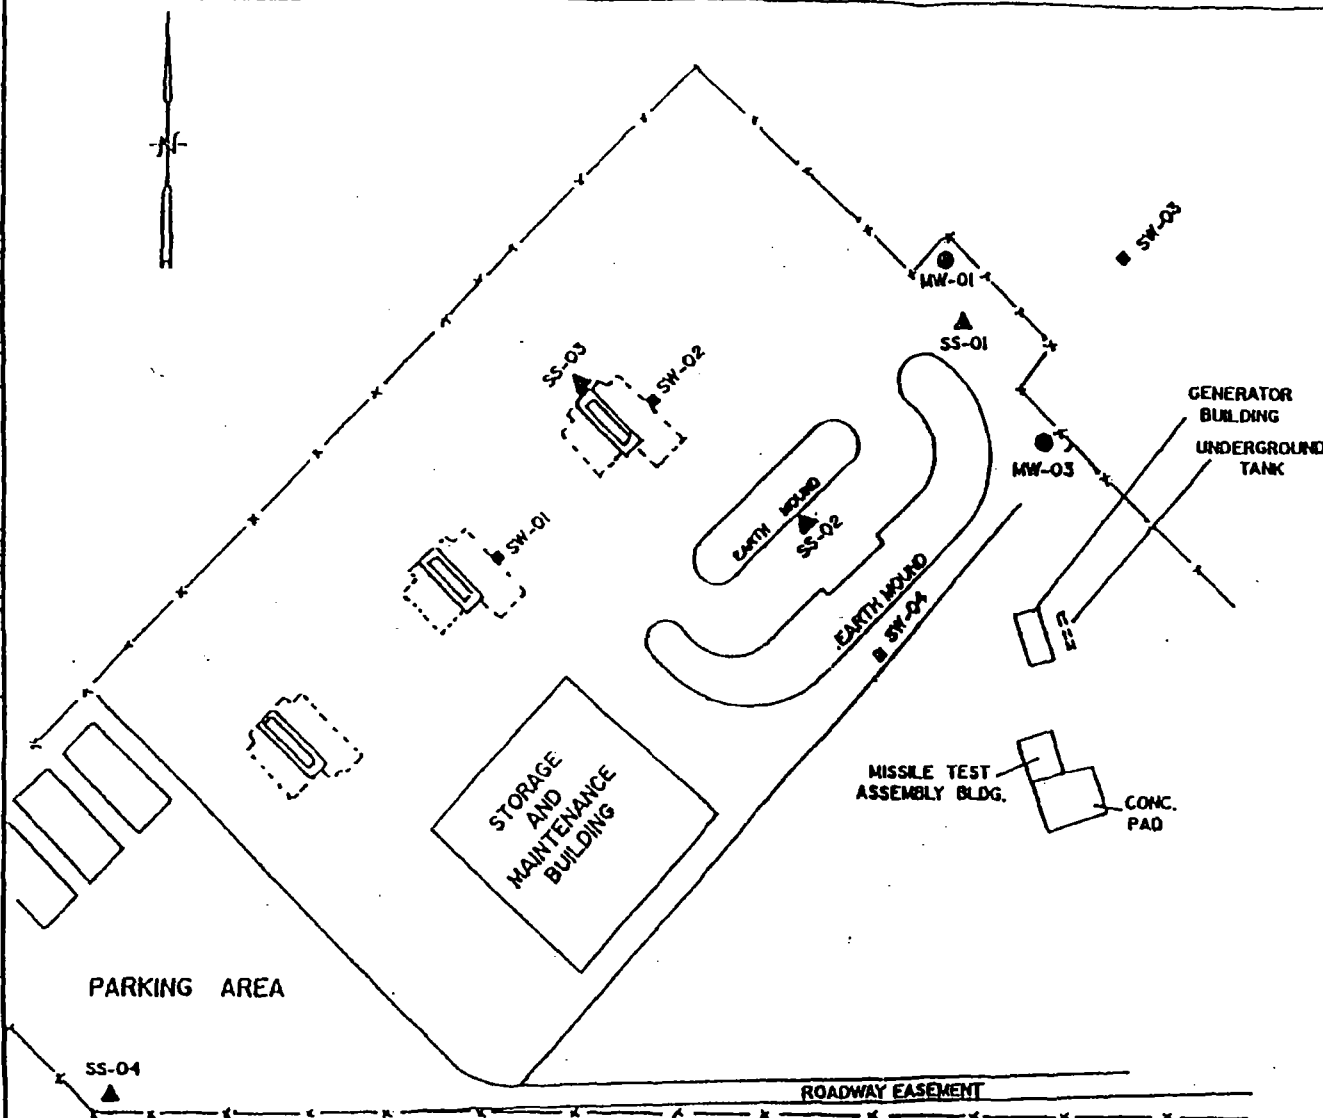 N
SW-03
MW-01
SS-01
SS-03
SW-02
GENERATOR
BUILDING
UNDERGROUND
TANK
MW-03
EARTH MOUND
SS-02
SW-01
EARTH MOUND
SW-04
STORAGE
AND
MAINTENANCE
BUILDING
MISSILE TEST
ASSEMBLY BLDG.
CONC.
PAD
PARKING AREA
SS-04
ROADWAY EASEMENT